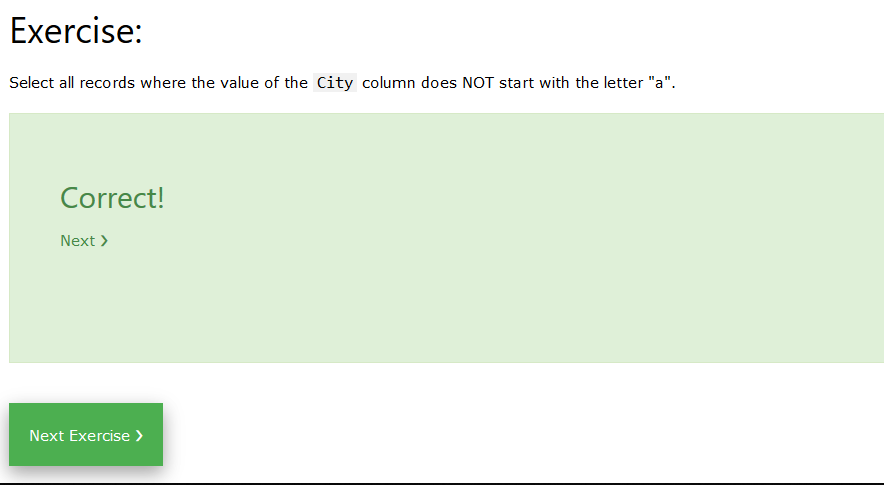 Exercise:
Select all records where the value of the City column does NOT start with the letter "a".
Correct!
Next ❯
Next Exercise ❯